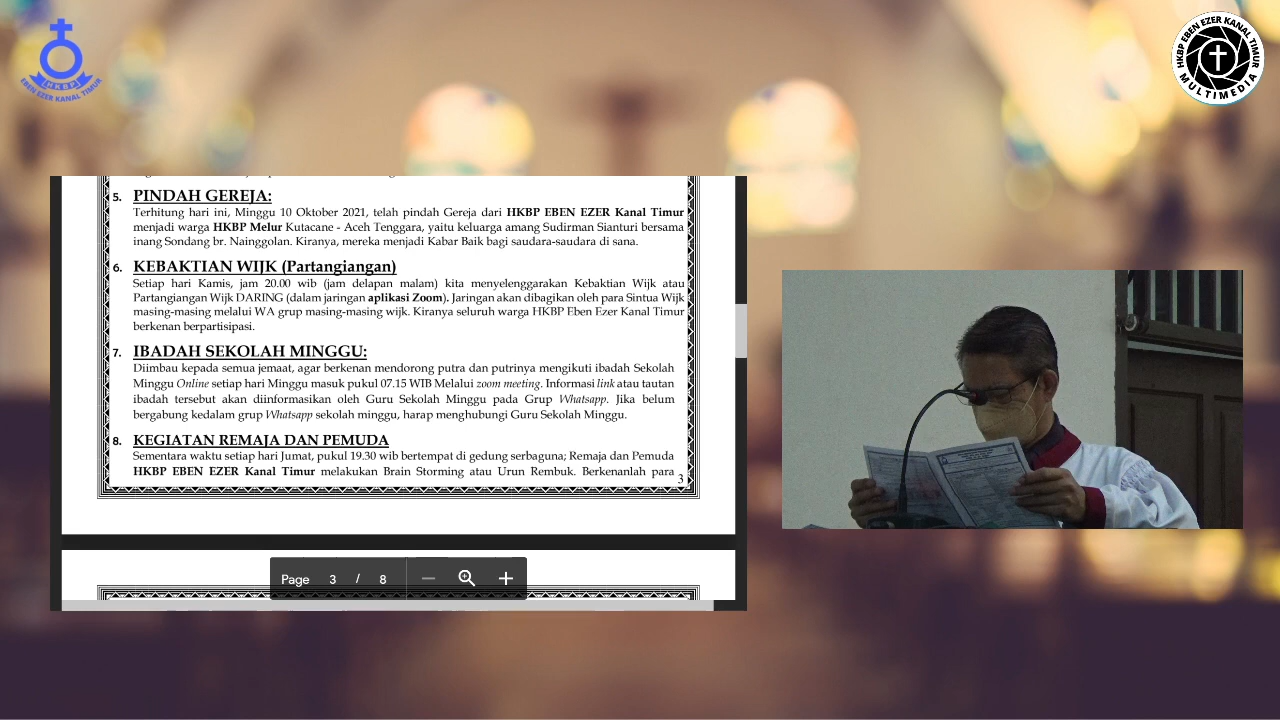 HKBP
EBEN EZER KANAL TIMUR
HKBP EBEN EZER KANAL TIMUR
MULTIMEDIA
5. PINDAH GEREJA:
Terhitung hari ini, Minggu 10 Oktober 2021, telah pindah Gereja dari HKBP EBEN EZER Kanal Timur
menjadi warga HKBP Melur Kutacane - Aceh Tenggara, yaitu keluarga amang Sudirman Sianturi bersama
inang Sondang br. Nainggolan. Kiranya, mereka menjadi Kabar Baik bagi saudara-saudara di sana.
6. KEBAKTIAN WIJK (Partangiangan)
Setiap hari Kamis, jam 20.00 wib (jam delapan malam) kita menyelenggarakan Kebaktian Wijk atau
Partangiangan Wijk DARING (dalam jaringan aplikasi Zoom). Jaringan akan dibagikan oleh para Sintua Wijk
masing-masing melalui WA grup masing-masing wijk. Kiranya seluruh warga HKBP Eben Ezer Kanal Timur
berkenan berpartisipasi.
7. IBADAH SEKOLAH MINGGU:
Diimbau kepada semua jemaat, agar berkenan mendorong putra dan putrinya mengikuti ibadah Sekolah
Minggu Online setiap hari Minggu masuk pukul 07.15 WIB Melalui zoom meeting. Informasi link atau tautan
ibadah tersebut akan diinformasikan oleh Guru Sekolah Minggu pada Grup Whatsapp. Jika belum
bergabung kedalam grup Whatsapp sekolah minggu, harap menghubungi Guru Sekolah Minggu.
8. KEGIATAN REMAJA DAN PEMUDA
Sementara waktu setiap hari Jumat, pukul 19.30 wib bertempat di gedung serbaguna; Remaja dan Pemuda
HKBP EBEN EZER Kanal Timur melakukan Brain Storming atau Urun Rembuk. Berkenanlah para
3
Page 3 / 8